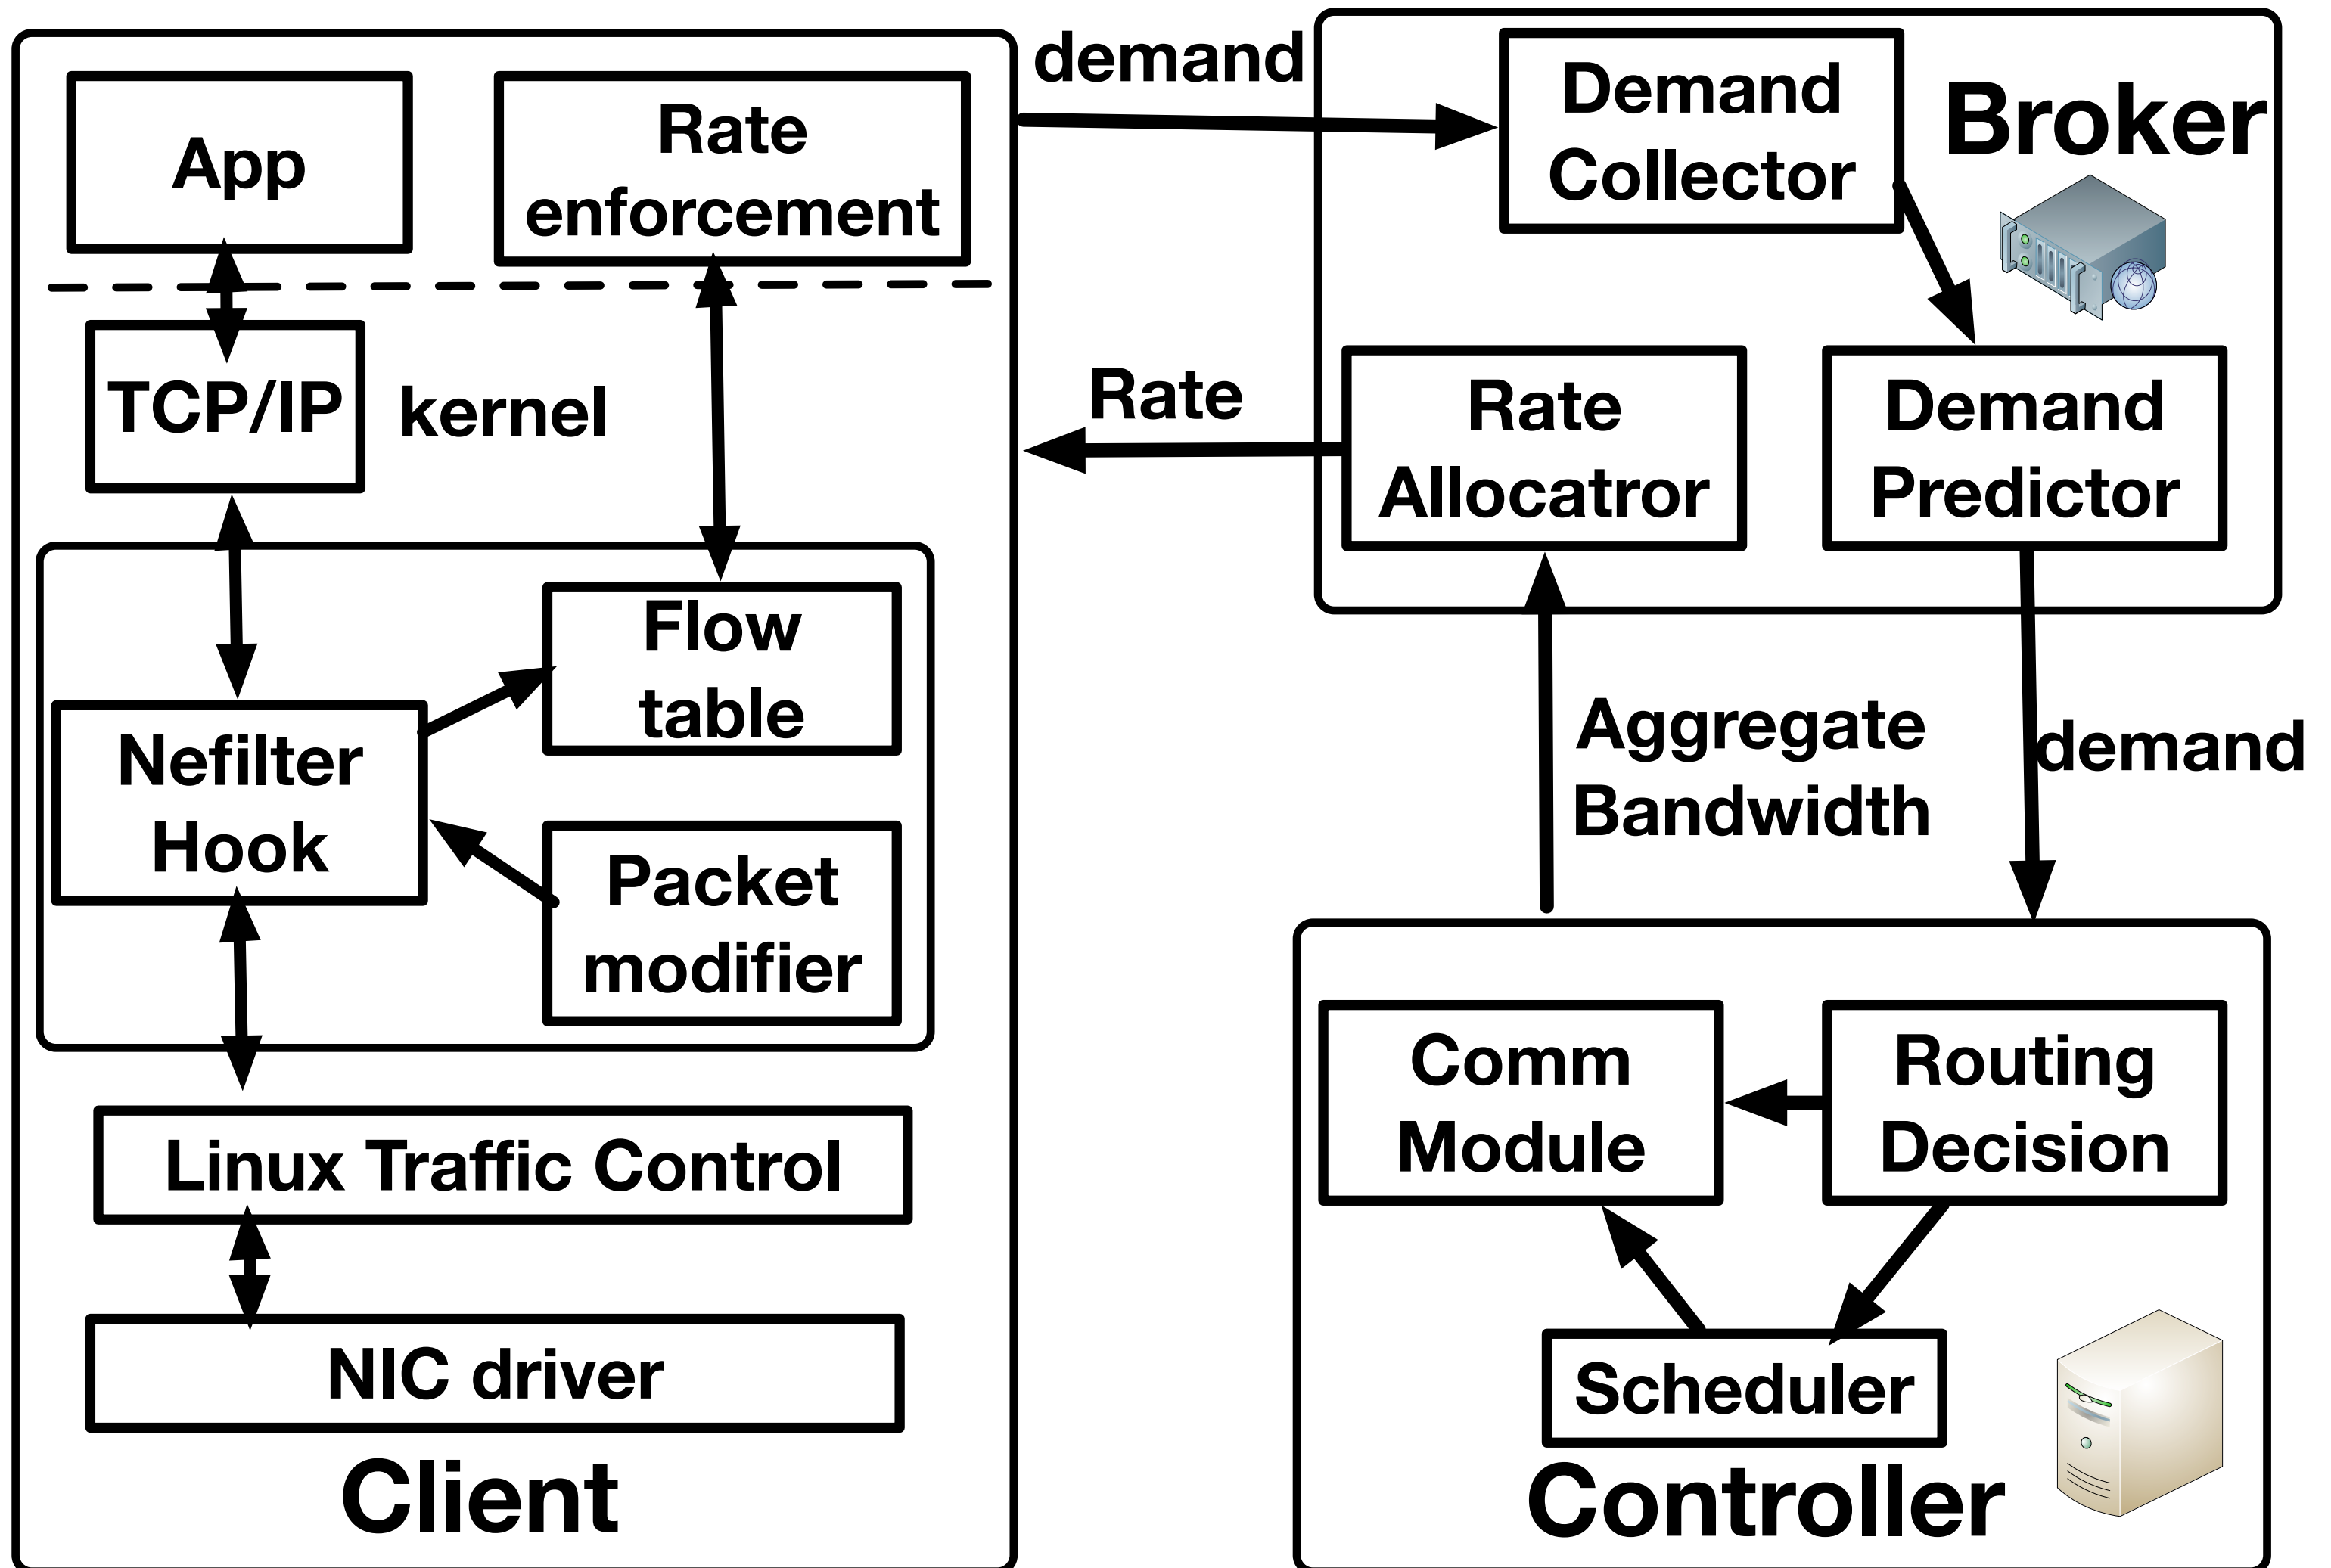 App
Rate
enforcement
TCP/IP
kernel
Flow
table
Nefilter
Hook
Packet
modifier
Linux Traffic Control
NIC driver
Client
demand
Rate
Demand
Collector
Broker
Rate
Allocatror
Demand
Predictor
Aggregate
Bandwidth
demand
Comm
Module
Routing
Decision
Scheduler
Controller